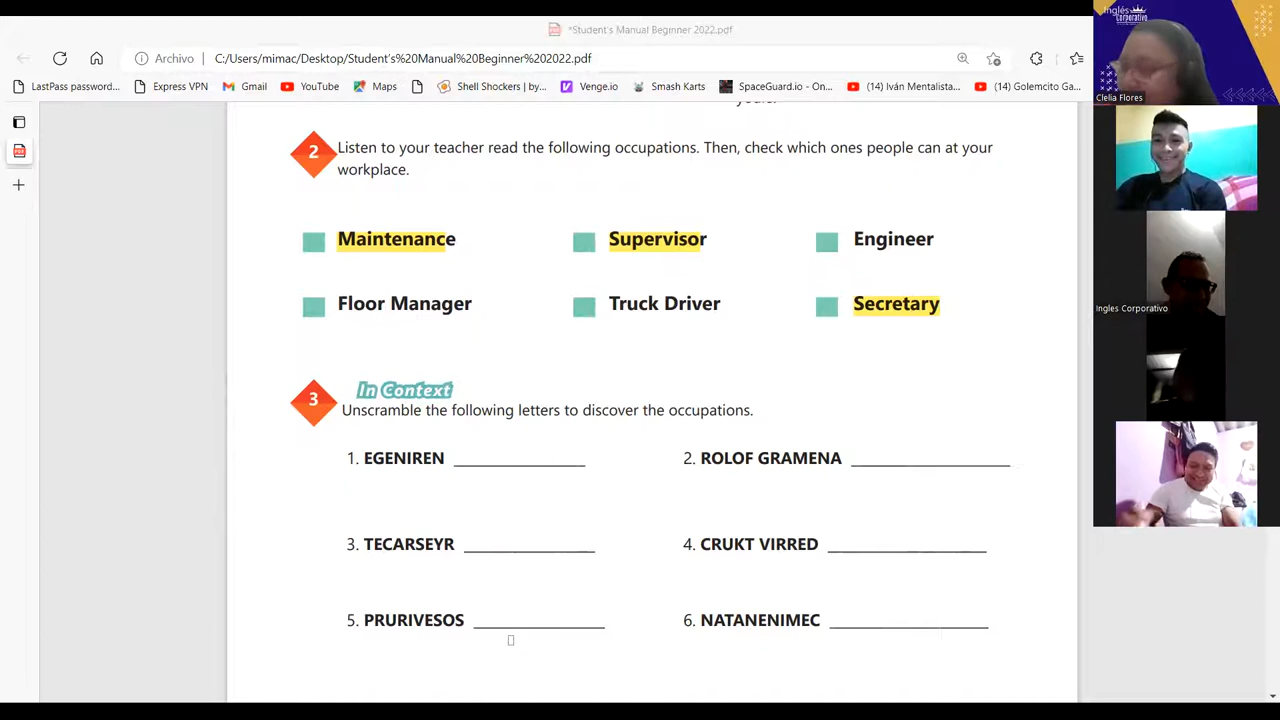 *Student's Manual Beginner 2022.pdf
Archivo C:/Users/mimac/Desktop/Student's%20Manual%20Beginner%202022.pdf
LastPass password... Express VPN Gmail YouTube Maps Shell Shockers | by... Venge.io Smash Karts SpaceGuard.io - On... (14) Iván Mentalista... (14) Golemcito Ga...
2 Listen to your teacher read the following occupations. Then, check which ones people can at your
workplace.
Maintenance Supervisor Engineer
Floor Manager Truck Driver Secretary
In Context
3 Unscramble the following letters to discover the occupations.
1. EGENIREN 2. ROLOF GRAMENA
3. TECARSEYR 4. CRUKT VIRRED
5. PRURIVESOS 6. NATANENIMEC
Inglés
Corporativo
Clelia Flores
Ingles Corporativo